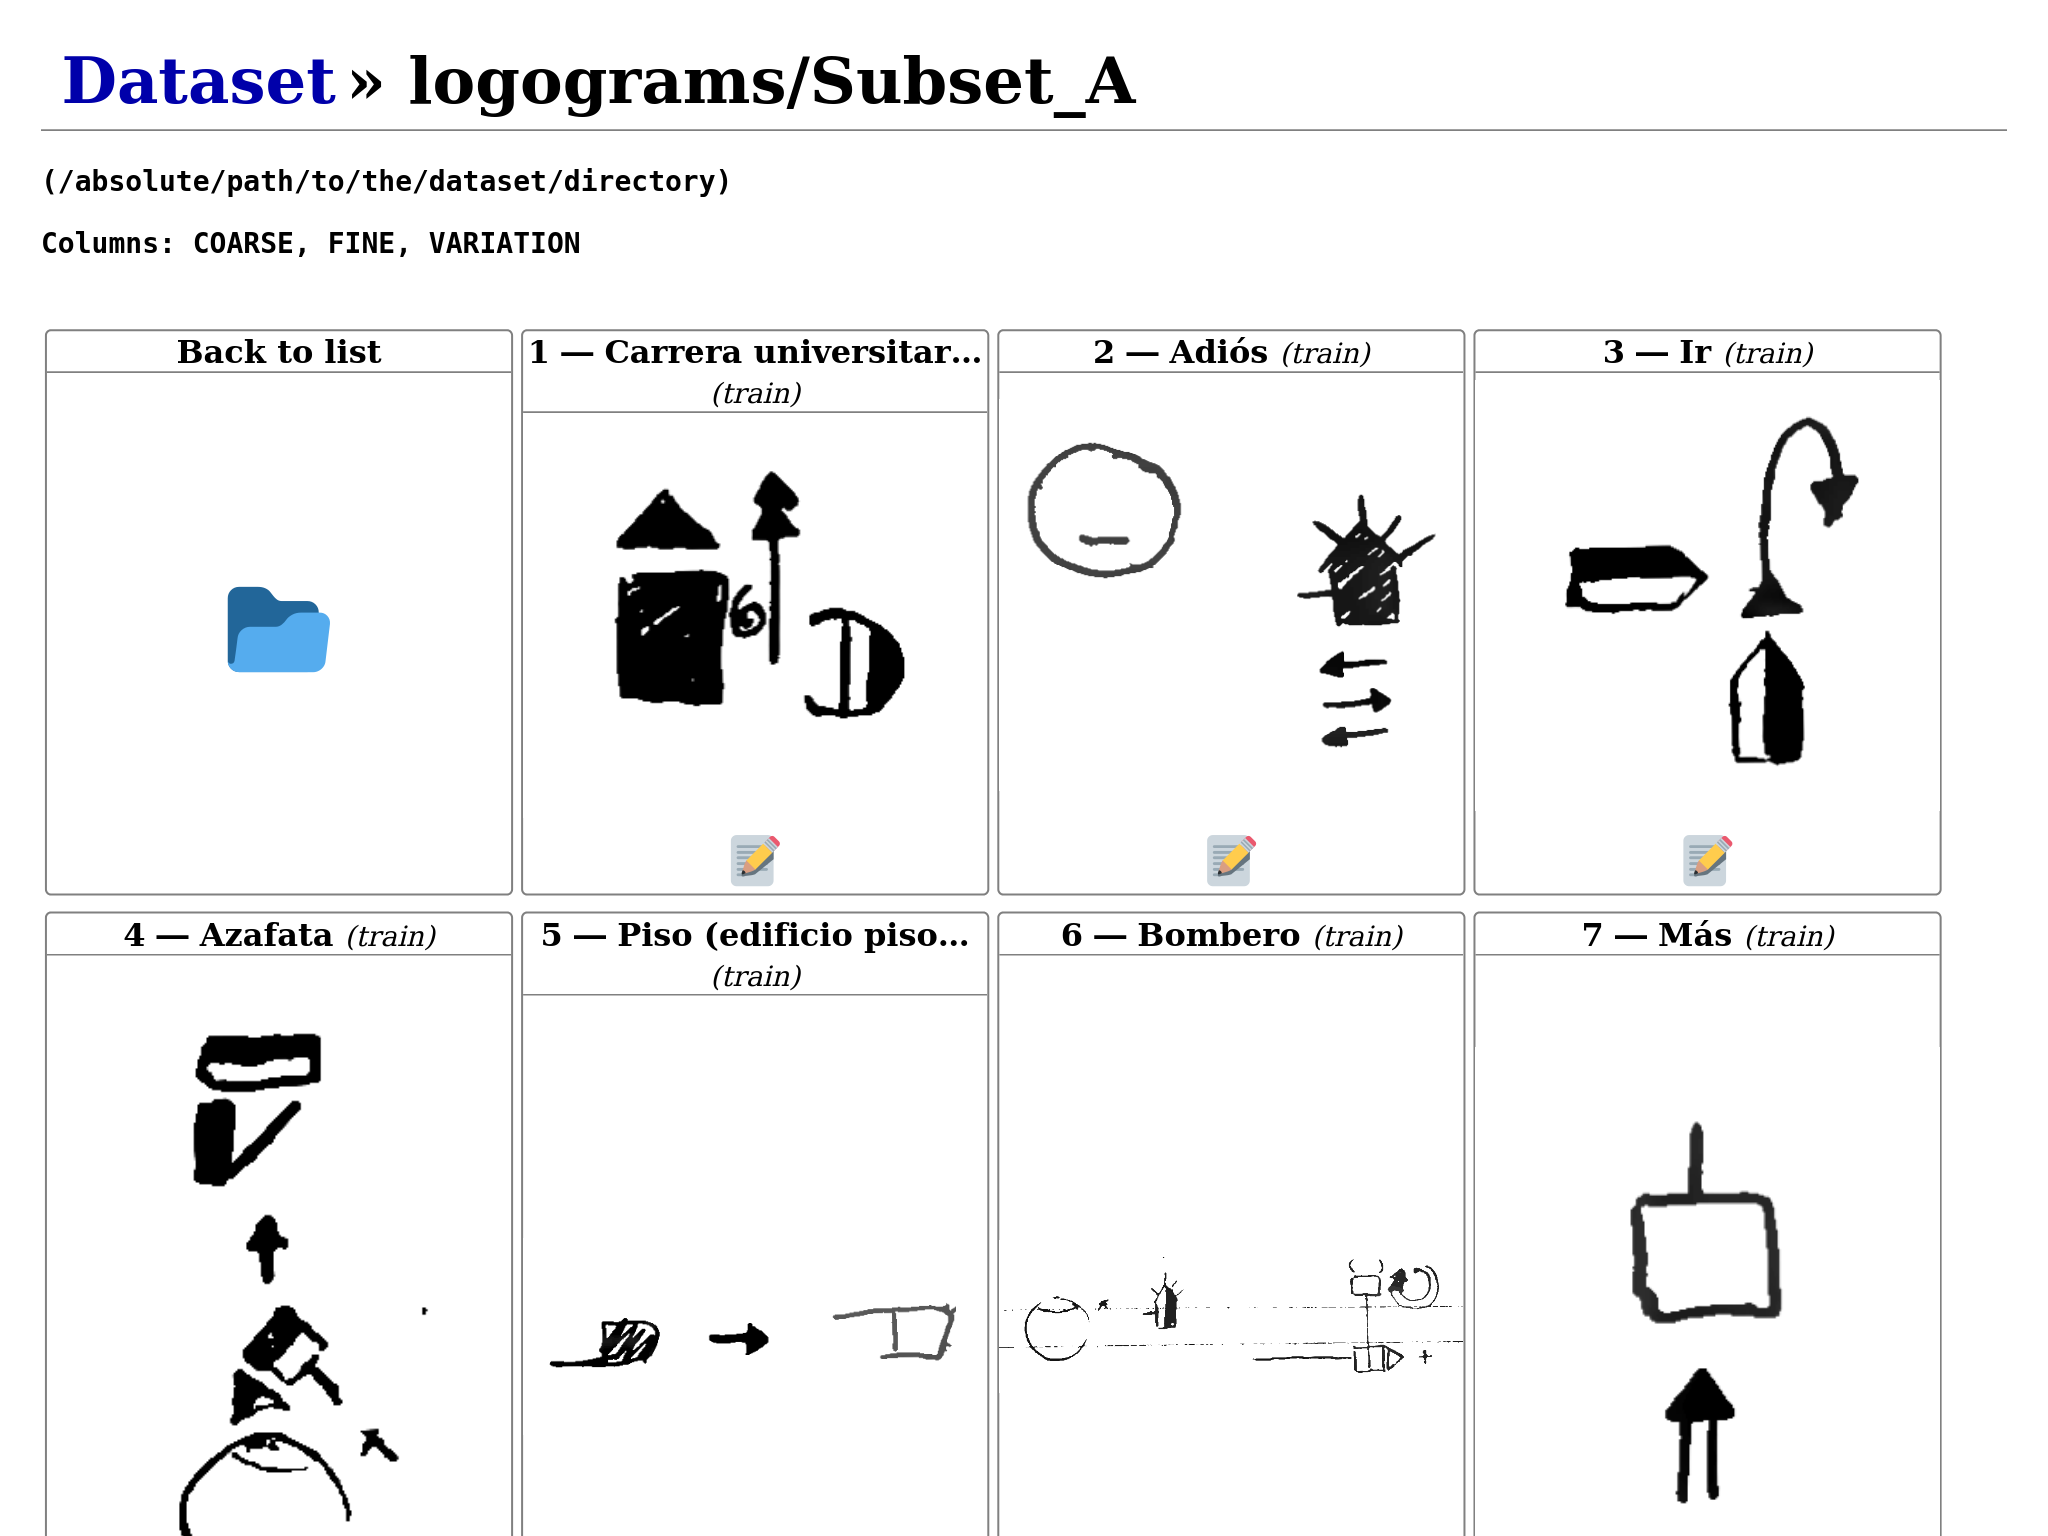 Dataset » logograms/Subset_A
(/absolute/path/to/the/dataset/directory)
Columns: COARSE, FINE, VARIATION
Back to list
1 — Carrera universitar…
(train)
2 — Adiós (train)
3 — Ir (train)
4 — Azafata (train)
5 — Piso (edificio piso…
(train)
6 — Bombero (train)
7 — Más (train)